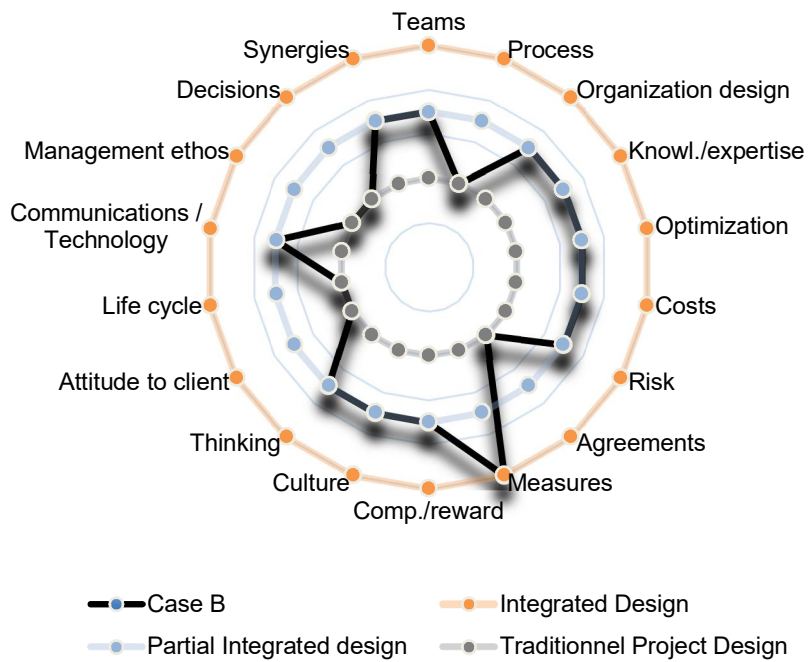 Teams
Synergies
Process
Decisions
Organization design
Management ethos
Knowl./expertise
Communications /
Technology
Optimization
Life cycle
Costs
Attitude to client
Risk
Thinking
Agreements
Culture
Measures
Comp./reward
Case B
Integrated Design
Partial Integrated design
Traditionnel Project Design